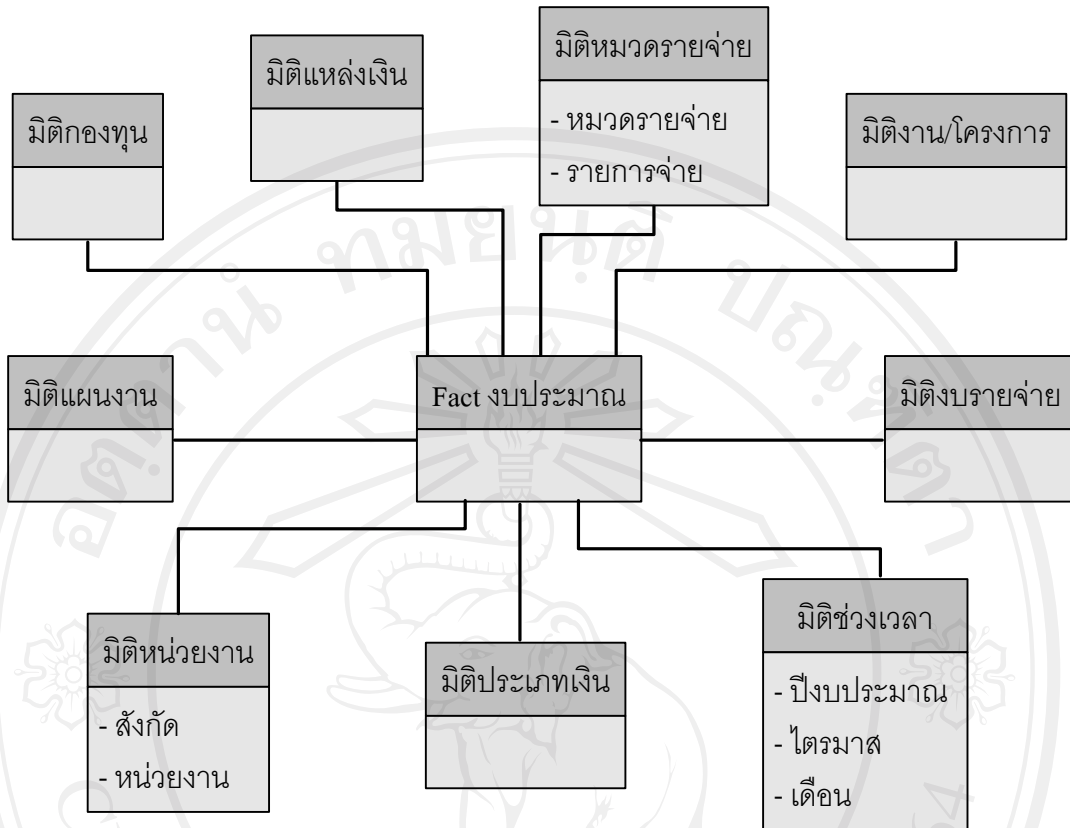 มิติกองทุน
มิติแหล่งเงิน
มิติหมวดรายจ่าย
- หมวดรายจ่าย
- รายการจ่าย
มิติงาน/โครงการ
มิติแผนงาน
Fact งบประมาณ
มิติงบรายจ่าย
มิติหน่วยงาน
- สังกัด
- หน่วยงาน
มิติประเภทเงิน
มิติช่วงเวลา
- ปีงบประมาณ
- ไตรมาส
- เดือน